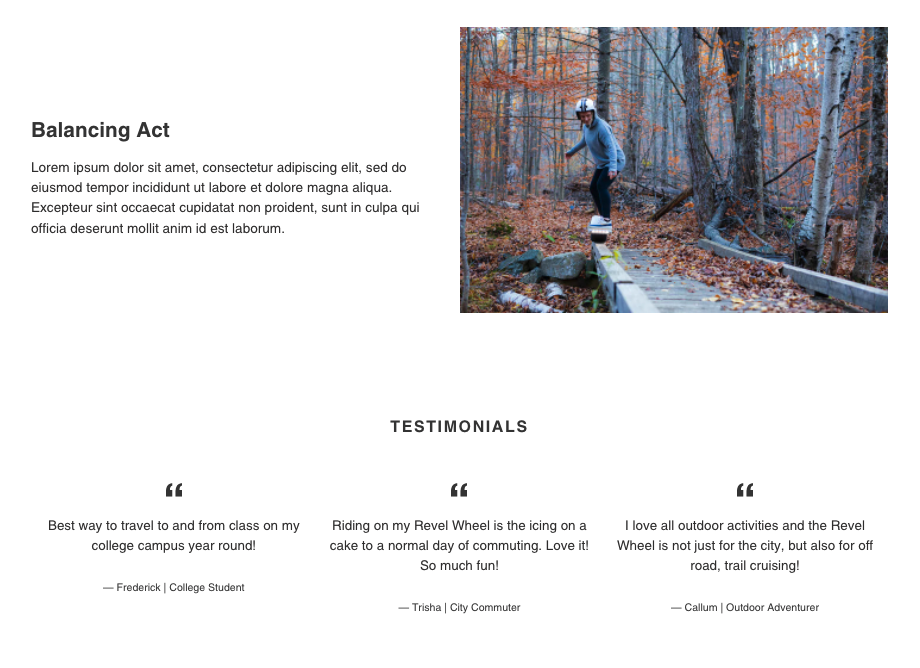 Balancing Act
Lorem ipsum dolor sit amet, consectetur adipiscing elit, sed do
eiusmod tempor incididunt ut labore et dolore magna aliqua.
Excepteur sint occaecat cupidatat non proident, sunt in culpa qui
officia deserunt mollit anim id est laborum.
TESTIMONIALS
“
Best way to travel to and from class on my
college campus year round!
— Frederick | College Student
“
Riding on my Revel Wheel is the icing on a
cake to a normal day of commuting. Love it!
So much fun!
— Trisha | City Commuter
“
I love all outdoor activities and the Revel
Wheel is not just for the city, but also for off
road, trail cruising!
— Callum | Outdoor Adventurer